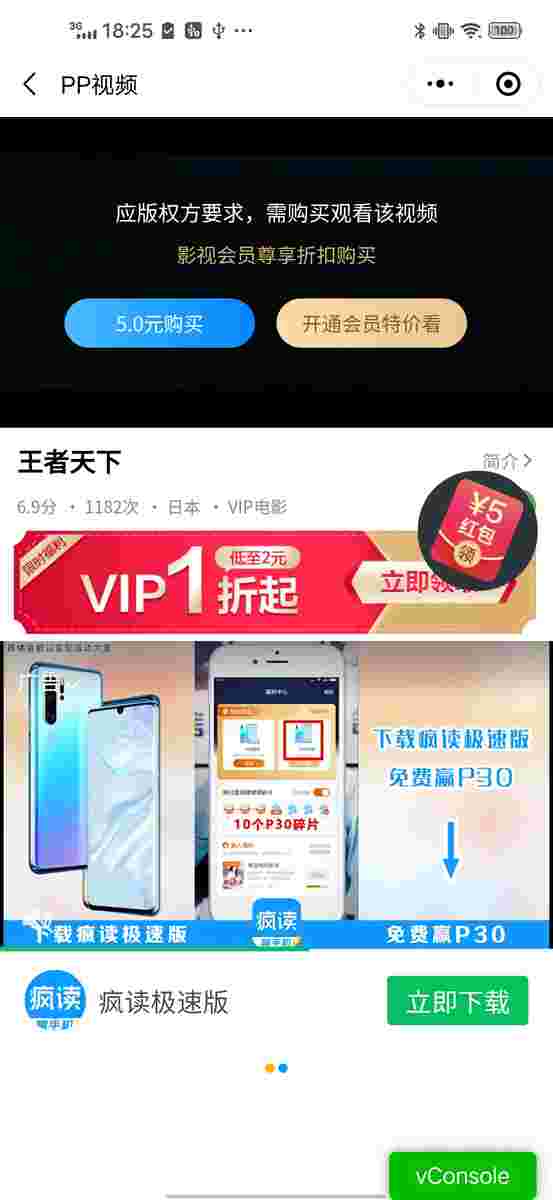 3G 18:25 100
PP视频
应版权方要求，需购买观看该视频
影视会员尊享折扣购买
5.0元购买
开通会员特价看
王者天下
简介
6.9分 · 1182次 · 日本 · VIP电影
¥5
红包
领
限时福利
VIP1折起
低至2元
立即领
广告
福利中心
下载疯读极速版
免费赢P30
10个P30碎片
疯读
下载疯读极速版
免费赢P30
疯读
疯读极速版
立即下载
vConsole